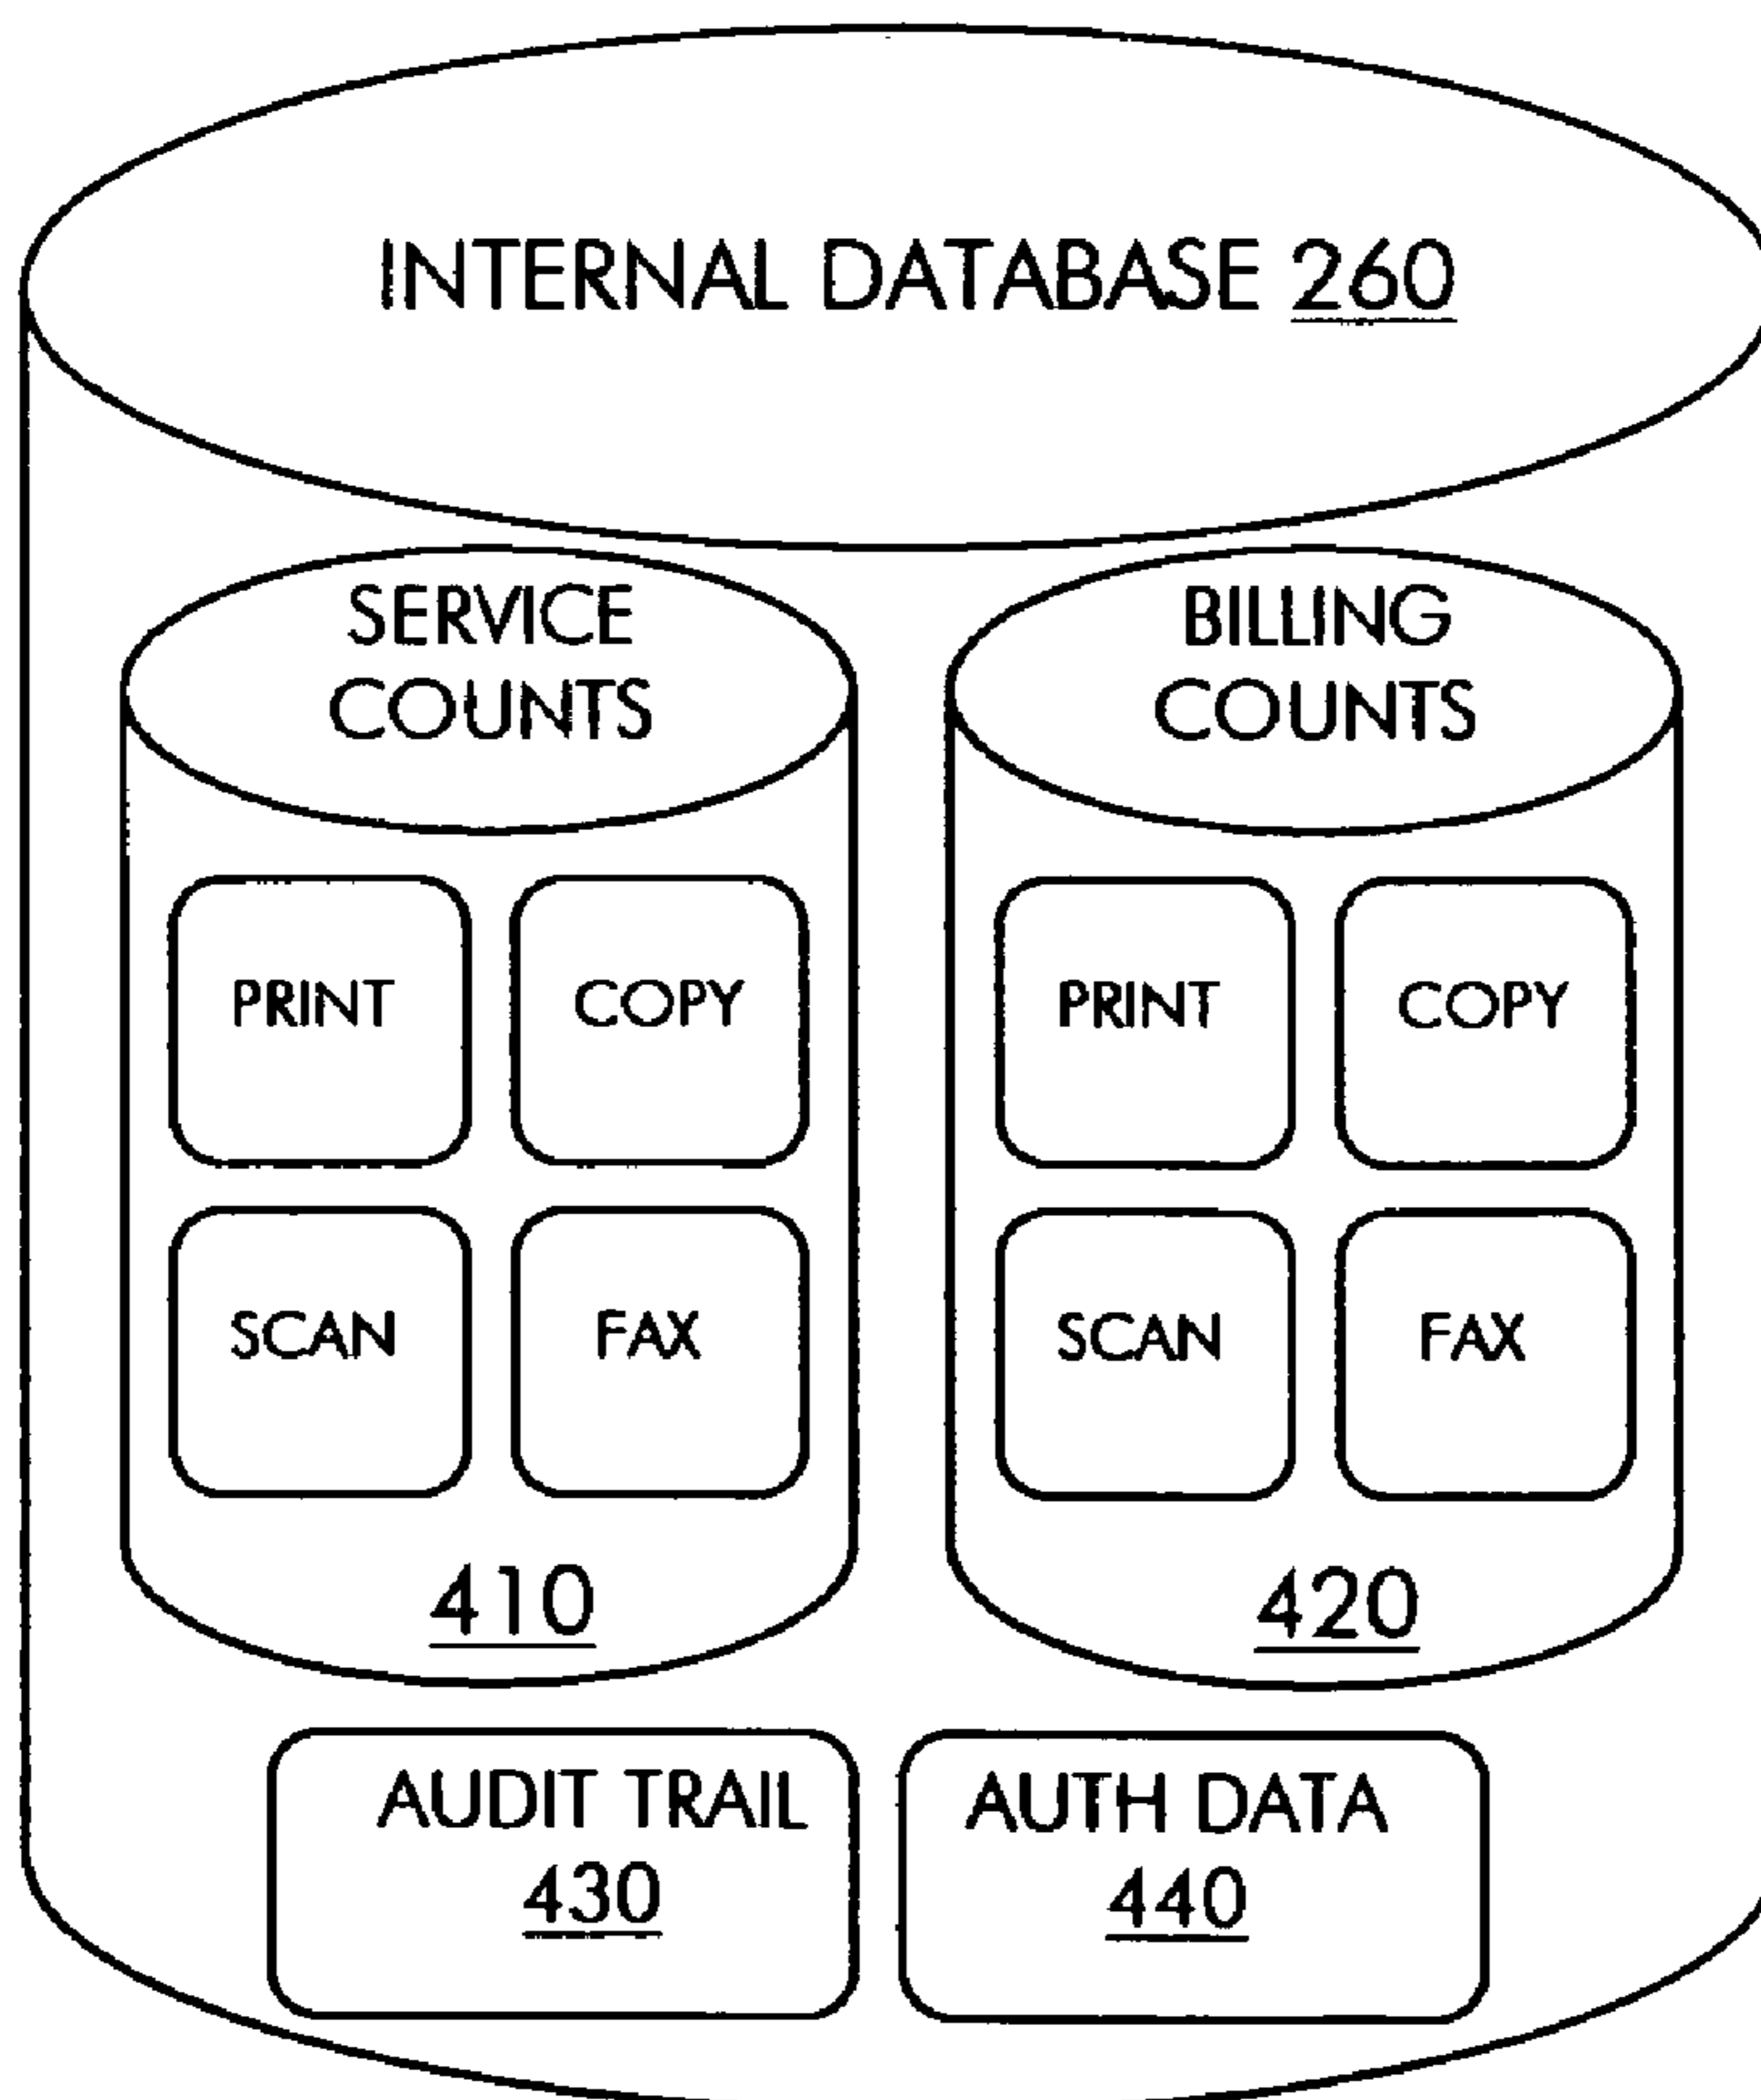 INTERNAL DATABASE 260
SERVICE
COUNTS
PRINT COPY
SCAN FAX
410
BILLING
COUNTS
PRINT COPY
SCAN FAX
420
AUDIT TRAIL
430
AUTH DATA
440